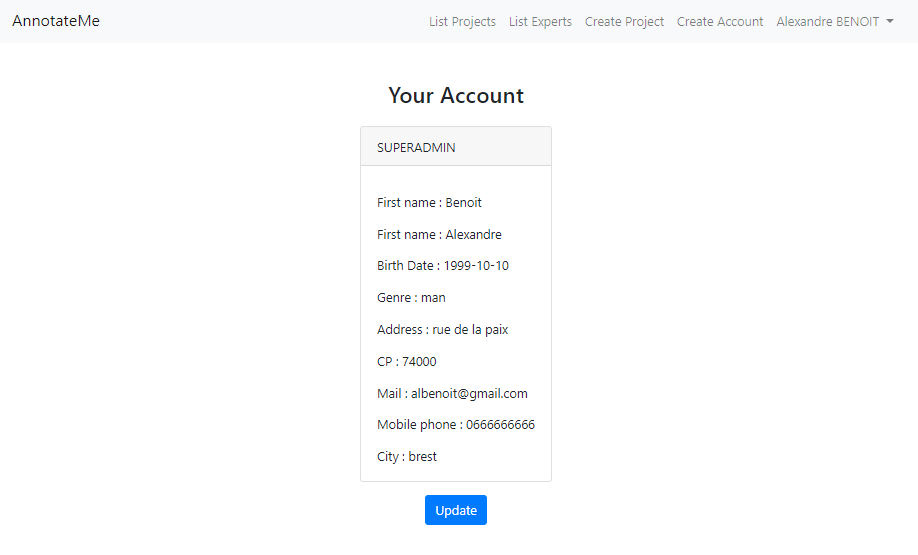 AnnotateMe List Projects List Experts Create Project Create Account Alexandre BENOIT
Your Account
SUPERADMIN
First name : Benoit
First name : Alexandre
Birth Date : 1999-10-10
Genre : man
Address : rue de la paix
CP : 74000
Mail : albenoit@gmail.com
Mobile phone : 0666666666
City : brest
Update